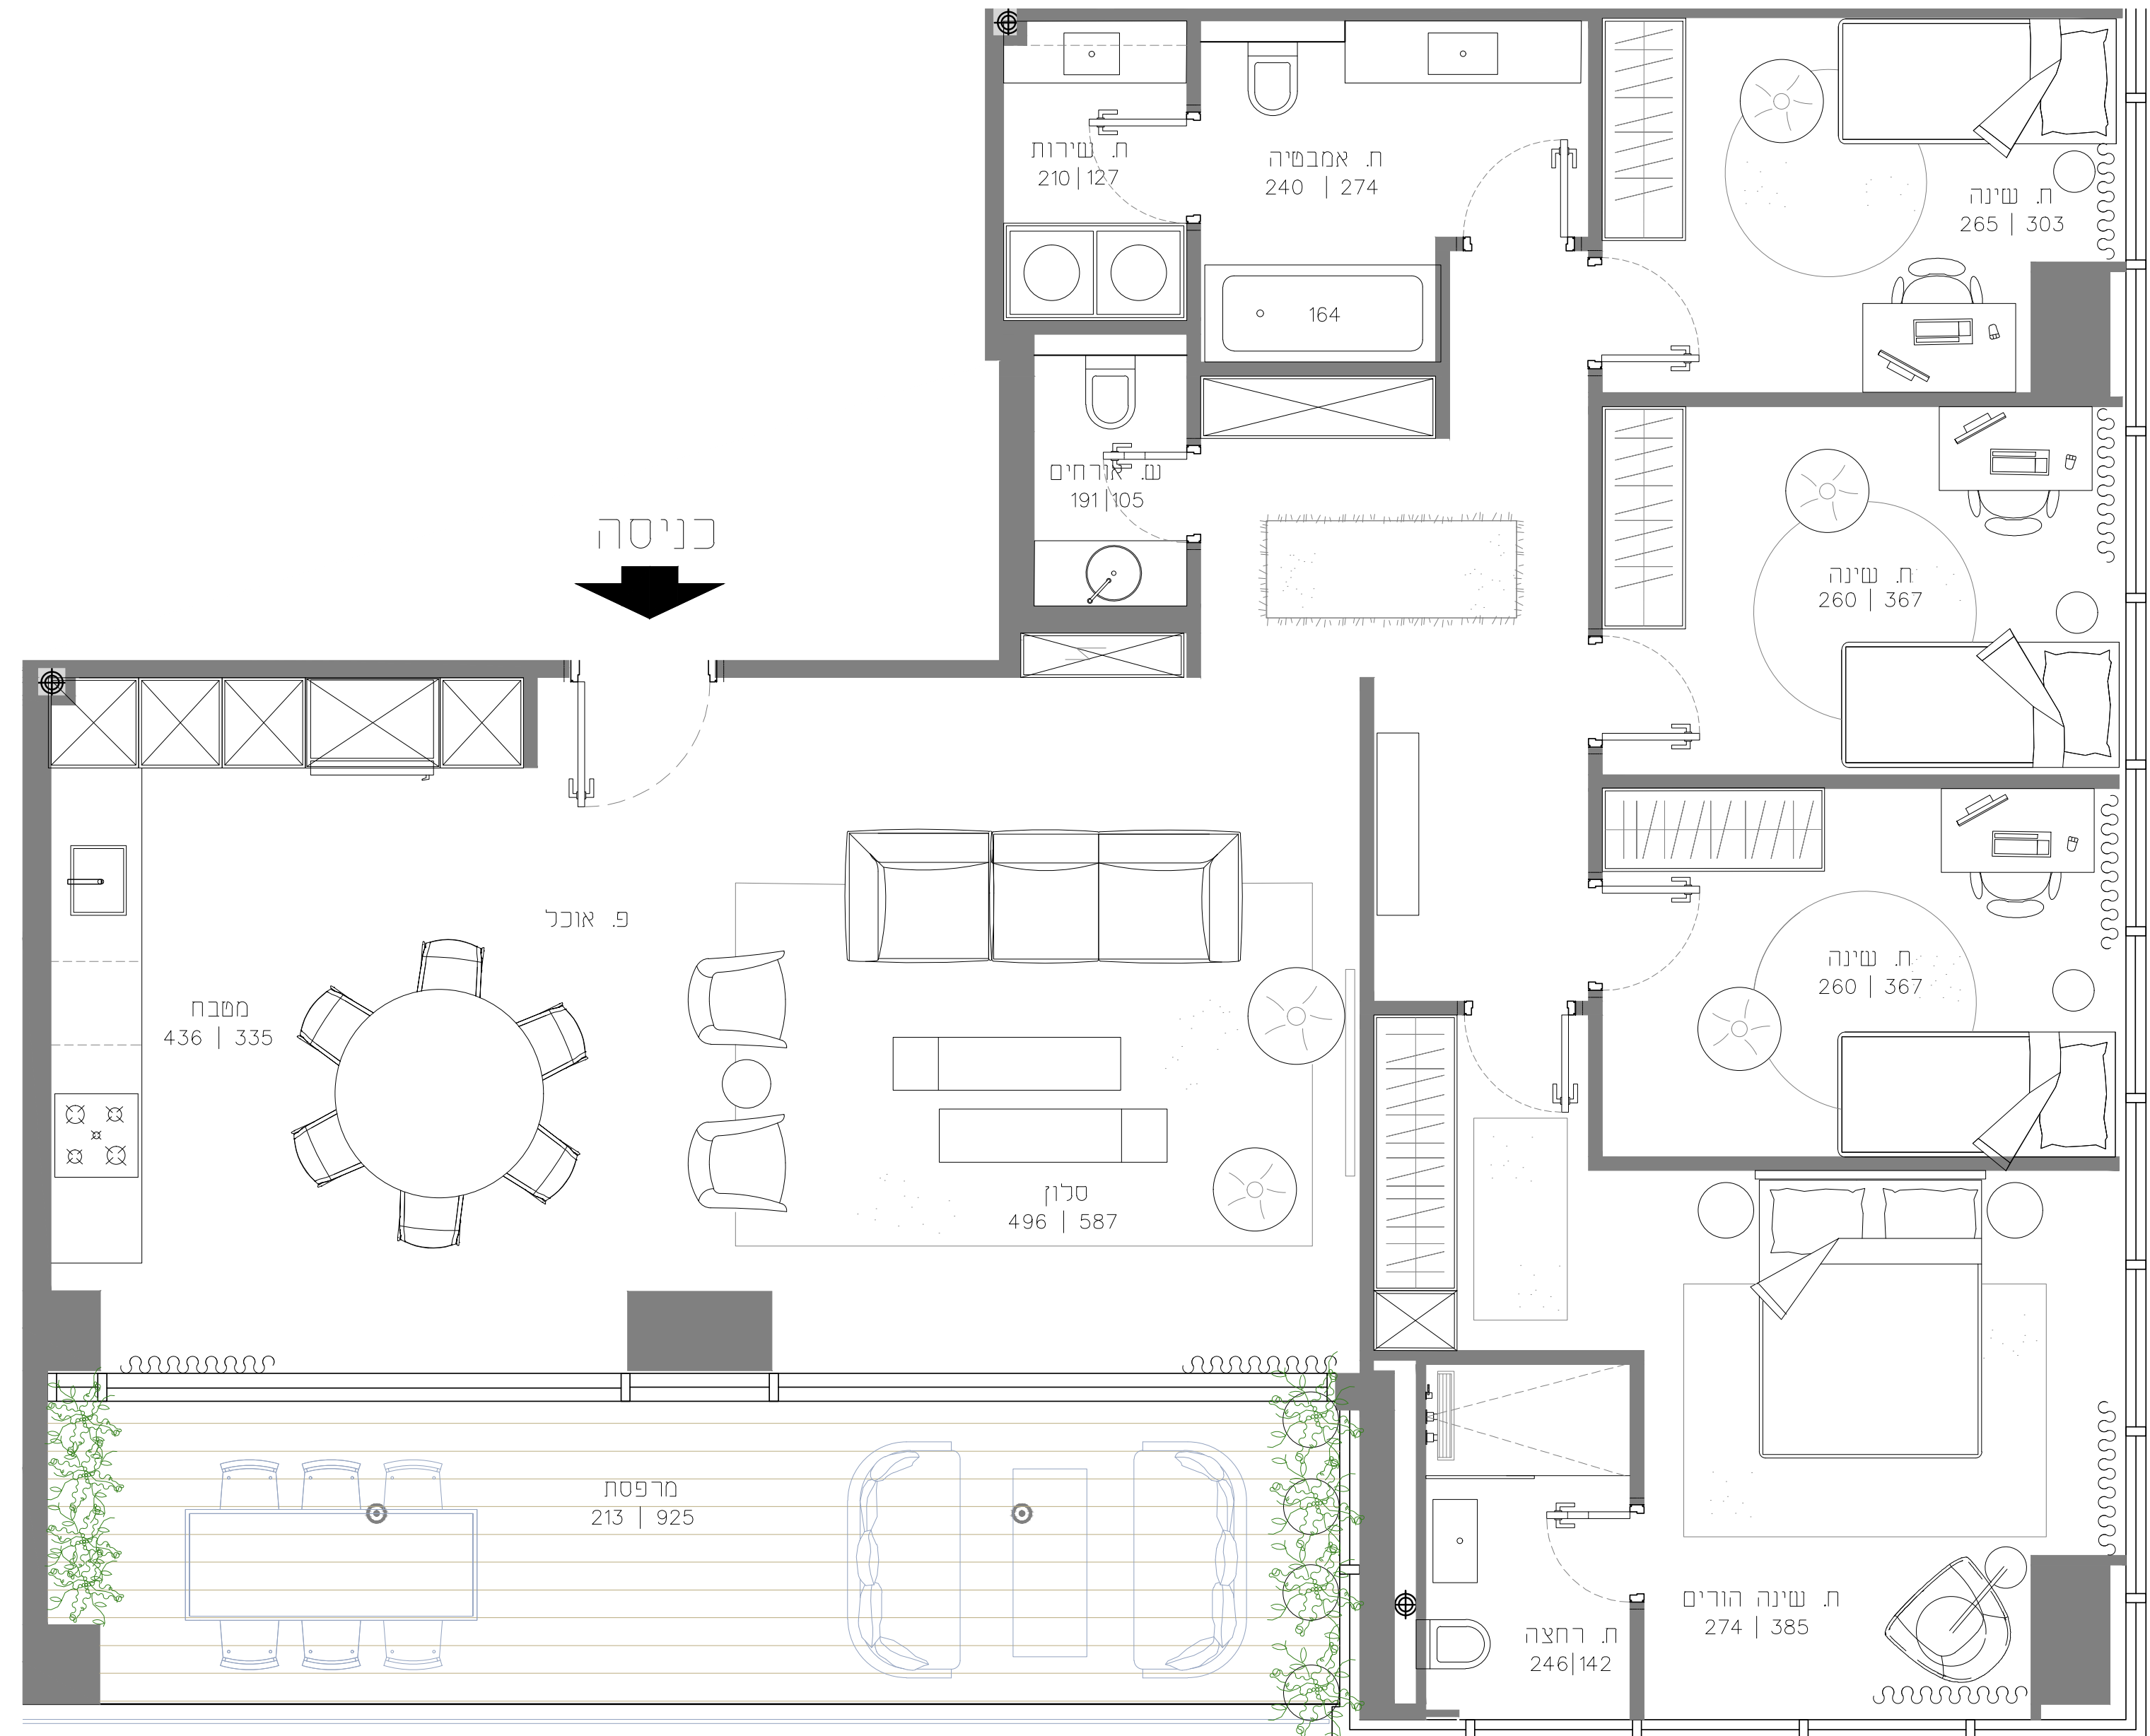 ח. שירות
210|127
ח. אמבטיה
240 | 274
ח. שינה
265 | 303
164
ש. אורחים
191|105
כניסה
ח. שינה
260 | 367
פ. אוכל
מטבח
436 | 335
ח. שינה
260 | 367
סלון
496 | 587
מרפסת
213 | 925
ח. שינה הורים
274 | 385
ח. רחצה
246|142